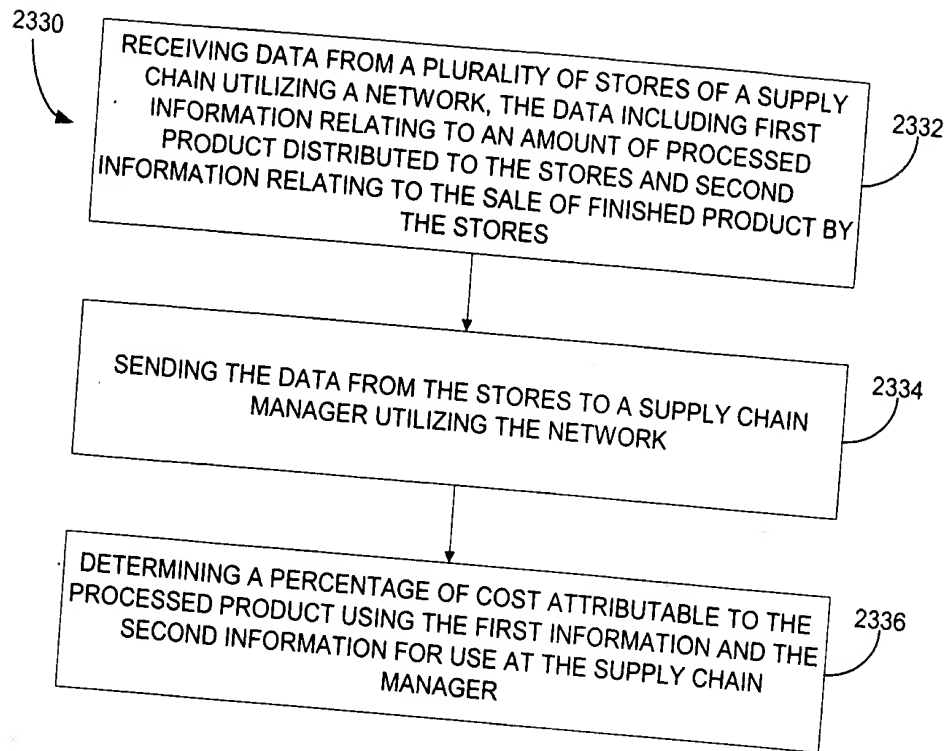 2330
RECEIVING DATA FROM A PLURALITY OF STORES OF A SUPPLY
CHAIN UTILIZING A NETWORK, THE DATA INCLUDING FIRST
INFORMATION RELATING TO AN AMOUNT OF PROCESSED
PRODUCT DISTRIBUTED TO THE STORES AND SECOND
INFORMATION RELATING TO THE SALE OF FINISHED PRODUCT BY
THE STORES
2332
SENDING THE DATA FROM THE STORES TO A SUPPLY CHAIN
MANAGER UTILIZING THE NETWORK
2334
DETERMINING A PERCENTAGE OF COST ATTRIBUTABLE TO THE
PROCESSED PRODUCT USING THE FIRST INFORMATION AND THE
SECOND INFORMATION FOR USE AT THE SUPPLY CHAIN
MANAGER
2336